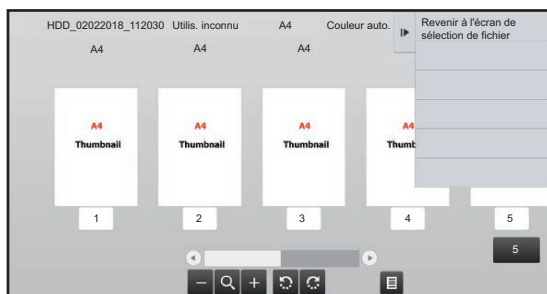 HDD_02022018_112030 Utilis. inconnu A4 Couleur auto.
Revenir à l'écran de
sélection de fichier
A4 A4 A4
A4 A4 A4 A4
Thumbnail Thumbnail Thumbnail Thumb
1 2 3 4 5
5